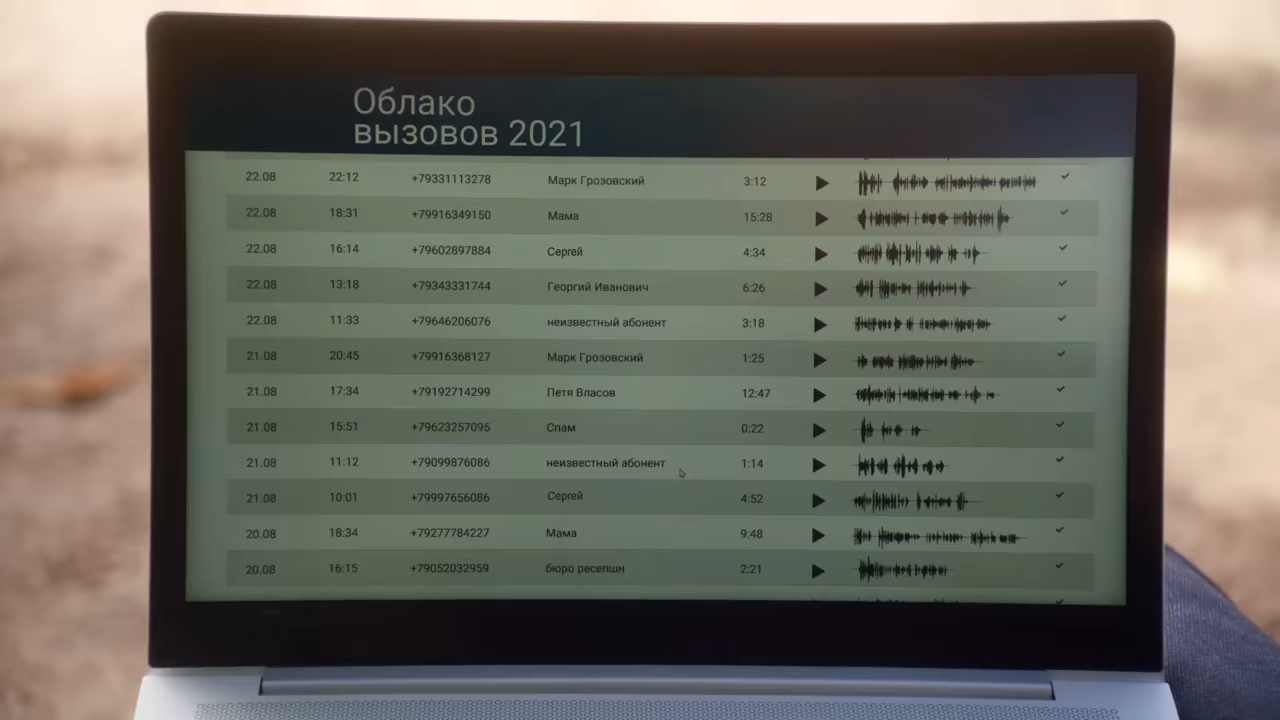 Облако
вызовов 2021
22.08 22:12 +79331113278 Марк Грозовский 3:12
22.08 18:31 +79916349150 Мама 15:28
22.08 16:14 +79602897884 Сергей 4:34
22.08 13:18 +79343331744 Георгий Иванович 6:26
22.08 11:33 +79646206076 неизвестный абонент 3:18
21.08 20:45 +79916368127 Марк Грозовский 1:25
21.08 17:34 +79192714299 Петя Власов 12:47
21.08 15:51 +79623257095 Спам 0:22
21.08 11:12 +79099876086 неизвестный абонент 1:14
21.08 10:01 +79997656086 Сергей 4:52
20.08 18:34 +79277784227 Мама 9:48
20.08 16:15 +79052032959 бюро ресепшн 2:21